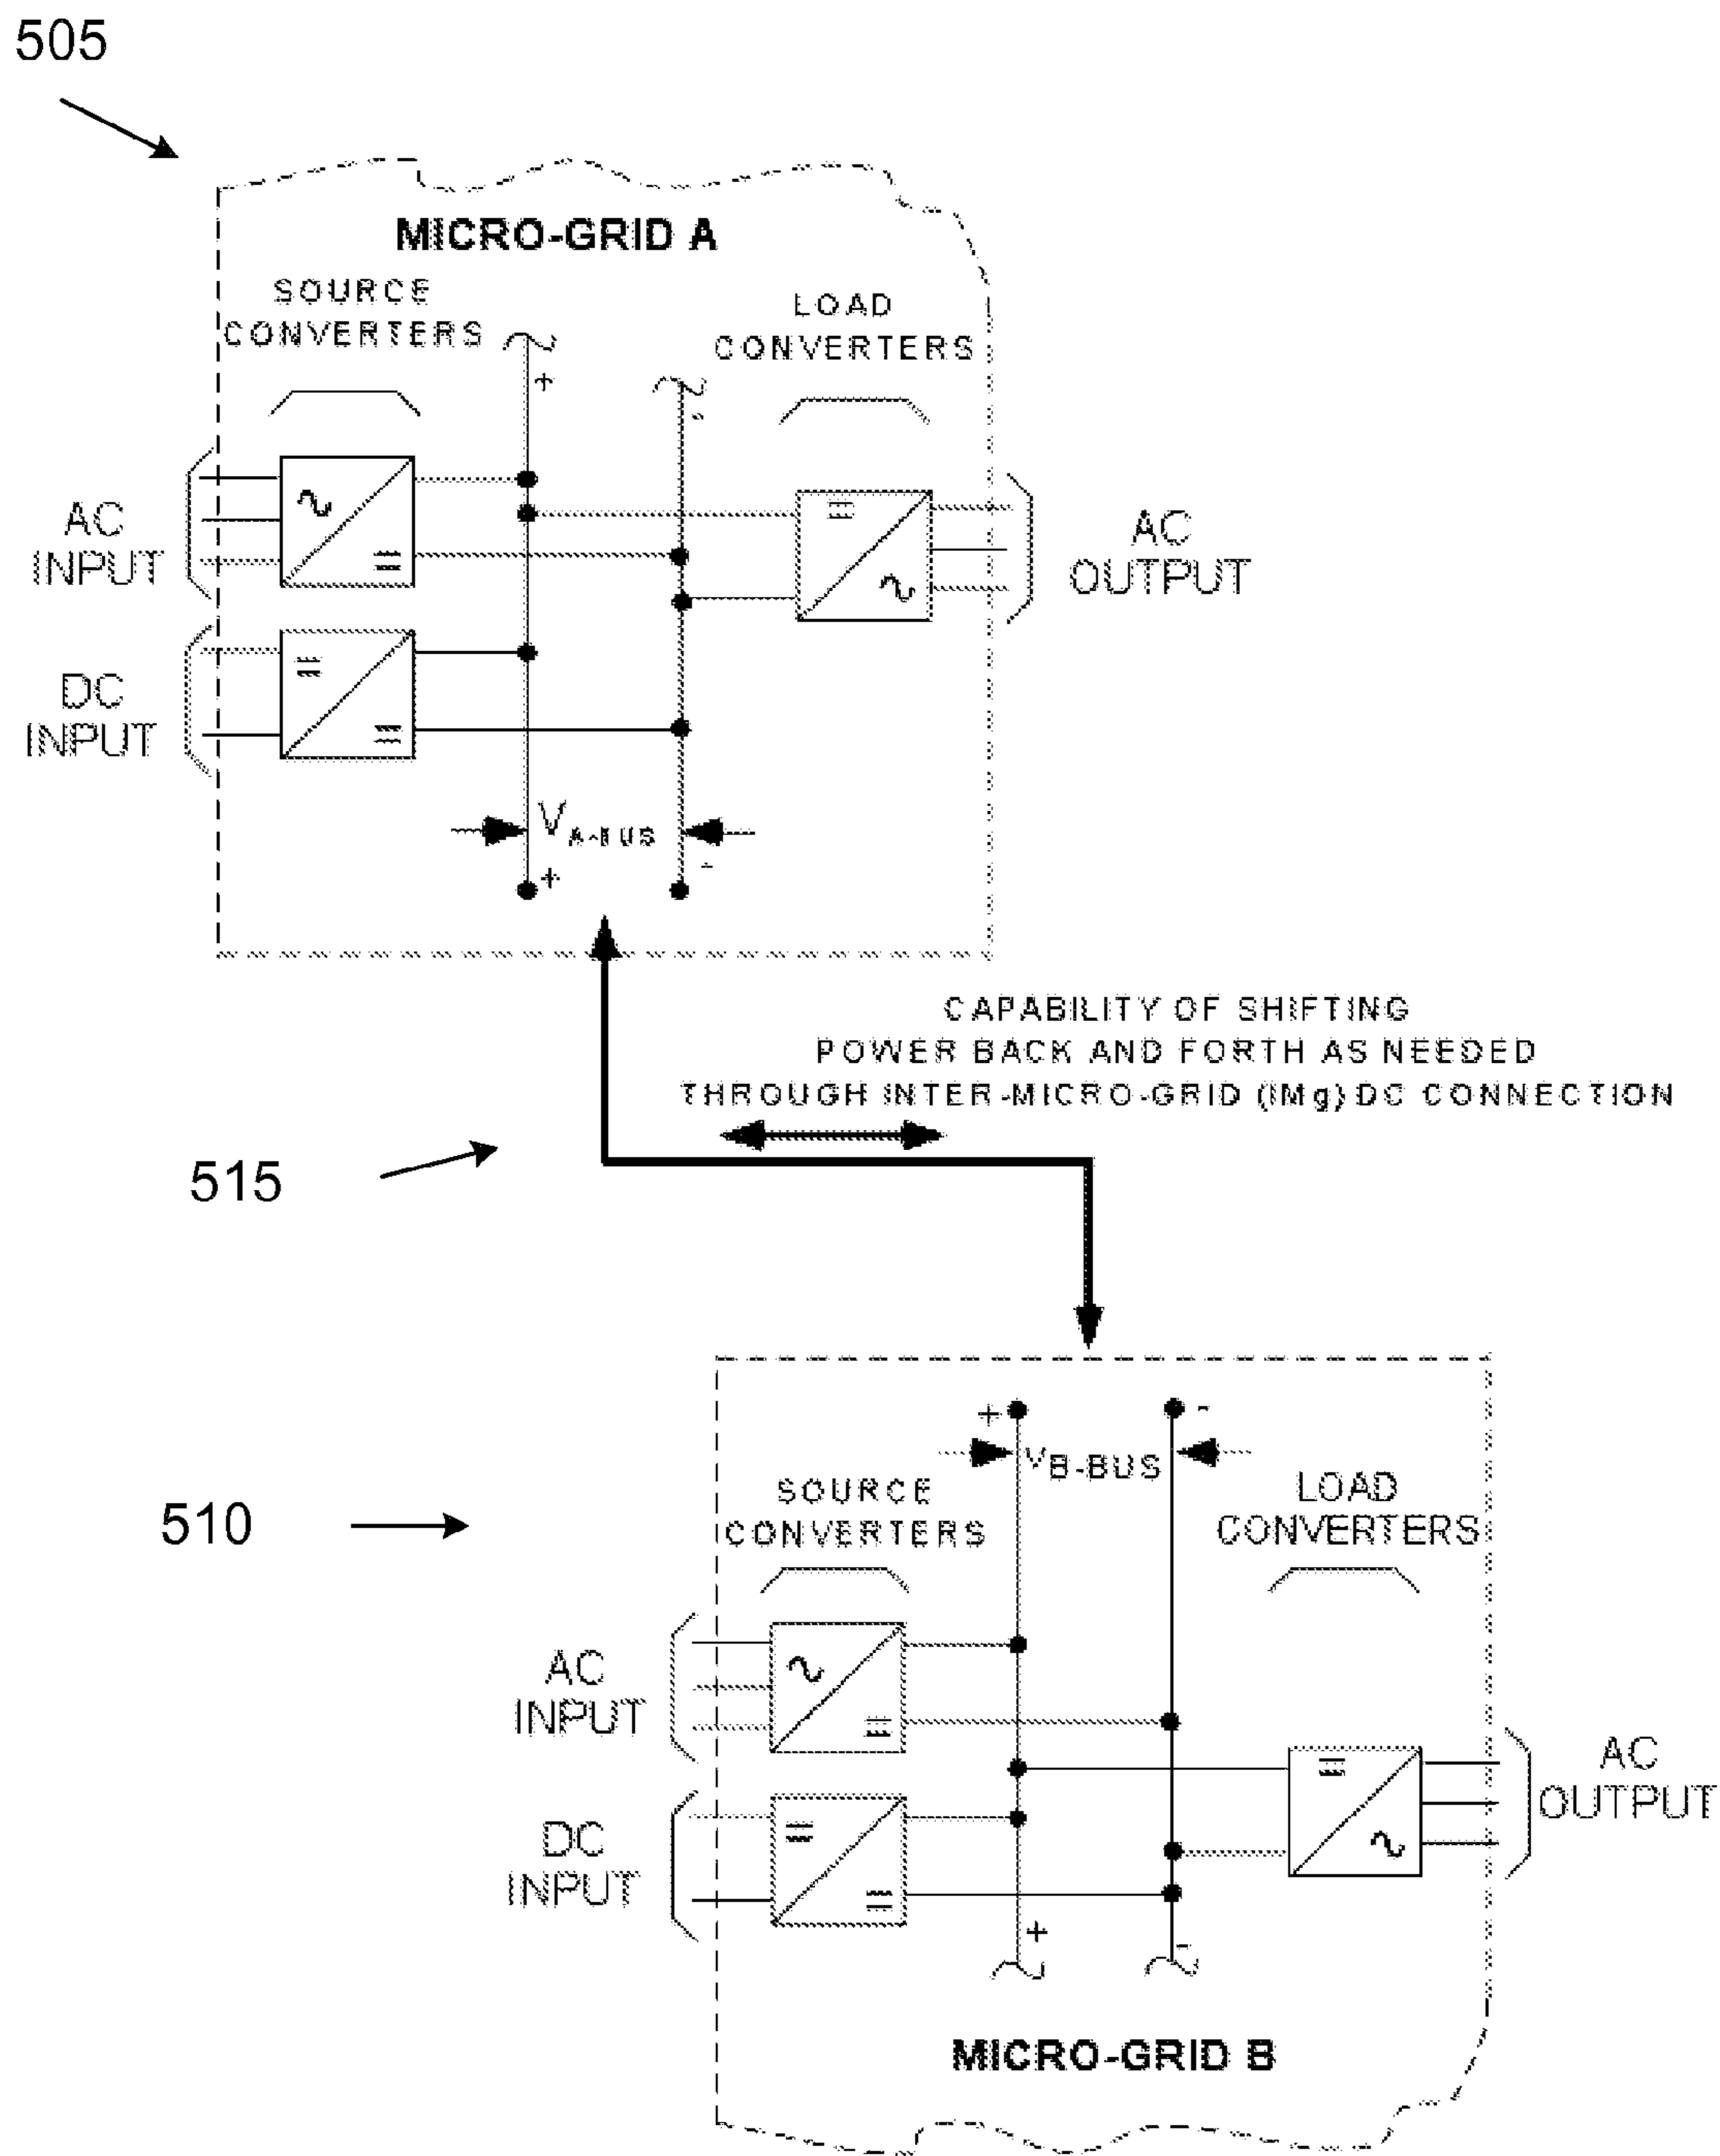 505
MICRO-GRID A
SOURCE
CONVERTERS
LOAD
CONVERTERS
+
-
AC
INPUT
AC
OUTPUT
DC
INPUT
V A-BUS
+
-
CAPABILITY OF SHIFTING
POWER BACK AND FORTH AS NEEDED
THROUGH INTER-MICRO-GRID (IMg) DC CONNECTION
515
+
-
V B-BUS
510
SOURCE
CONVERTERS
LOAD
CONVERTERS
AC
INPUT
AC
OUTPUT
DC
INPUT
+
-
MICRO-GRID B